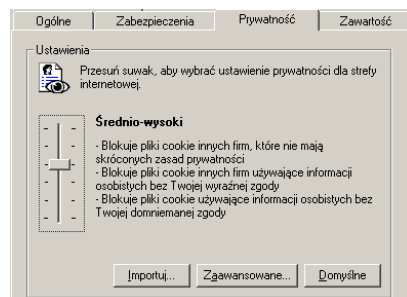 Ogólne Zabezpieczenia Prywatność Zawartość
Ustawienia
Przesuń suwak, aby wybrać ustawienie prywatności dla strefy
internetowej.
Średnio-wysoki
- Blokuje pliki cookie innych firm, które nie mają
skróconych zasad prywatności
- Blokuje pliki cookie innych firm używające informacji
osobistych bez Twojej wyraźnej zgody
- Blokuje pliki cookie używające informacji osobistych bez
Twojej domniemanej zgody
Importuj... Zaawansowane... Domyślne